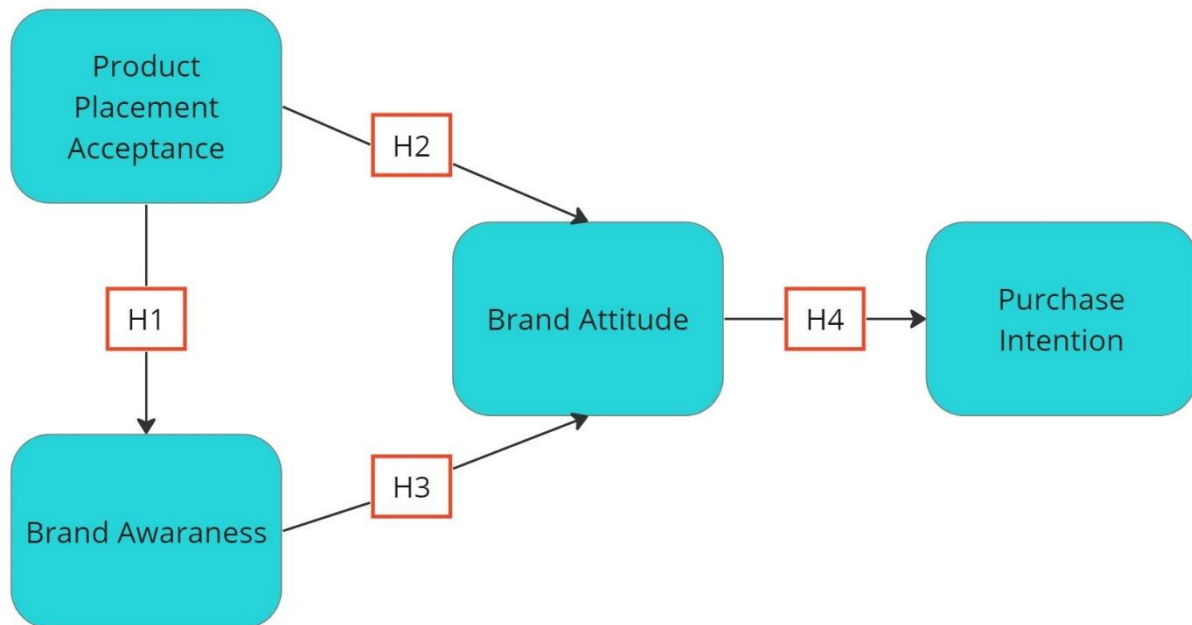 Product
Placement
Acceptance
H2
H1
Brand Attitude
H4
Purchase
Intention
H3
Brand Awaraness